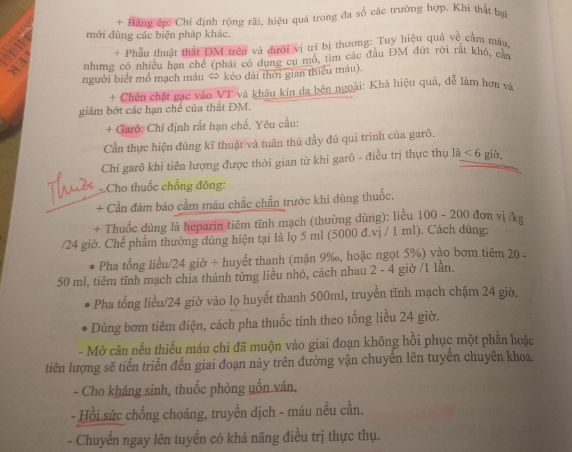 + Băng ép: Chỉ định rộng rãi, hiệu quả trong đa số các trường hợp. Khi thất bại
mới dùng các biện pháp khác.
+ Phẫu thuật thắt ĐM trên và dưới vị trí bị thương: Tuy hiệu quả về cầm máu,
nhưng có nhiều hạn chế (phải có dụng cụ mổ, tìm các đầu ĐM đứt rời rất khó, cần
người biết mổ mạch máu ⇔ kéo dài thời gian thiếu máu).
+ Chèn chặt gạc vào VT và khâu kín da bên ngoài: Khá hiệu quả, dễ làm hơn và
giảm bớt các hạn chế của thắt ĐM.
+ Garô: Chỉ định rất hạn chế. Yêu cầu:
Cần thực hiện đúng kĩ thuật và tuân thủ đầy đủ qui trình của garô.
Chỉ garô khi tiên lượng được thời gian từ khi garô - điều trị thực thụ là < 6 giờ.
Thuốc - Cho thuốc chống đông:
+ Cần đảm bảo cầm máu chắc chắn trước khi dùng thuốc.
+ Thuốc dùng là heparin tiêm tĩnh mạch (thường dùng): liều 100 - 200 đơn vị /kg
/24 giờ. Chế phẩm thường dùng hiện tại là lọ 5 ml (5000 đ.vị / 1 ml). Cách dùng:
• Pha tổng liều/24 giờ + huyết thanh (mặn 9‰, hoặc ngọt 5%) vào bơm tiêm 20 -
50 ml, tiêm tĩnh mạch chia thành từng liều nhỏ, cách nhau 2 - 4 giờ /1 lần.
• Pha tổng liều/24 giờ vào lọ huyết thanh 500ml, truyền tĩnh mạch chậm 24 giờ.
• Dùng bơm tiêm điện, cách pha thuốc tính theo tổng liều 24 giờ.
- Mở cân nếu thiếu máu chi đã muộn vào giai đoạn không hồi phục một phần hoặc
tiên lượng sẽ tiến triển đến giai đoạn này trên đường vận chuyển lên tuyến chuyên khoa.
- Cho kháng sinh, thuốc phòng uốn ván.
- Hồi sức chống choáng, truyền dịch - máu nếu cần.
- Chuyển ngay lên tuyến có khả năng điều trị thực thụ.